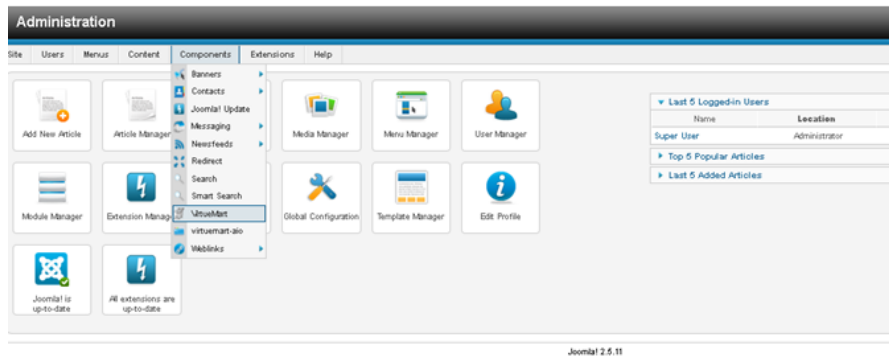 Administration
Site Users Menus Content Components Extensions Help
Banners
Contacts
Joomla! Update
Messaging
Newsfeeds
Redirect
Search
Smart Search
VirtueMart
virtuemart-aio
Weblinks
Add New Article
Article Manager
Media Manager
Menu Manager
User Manager
Module Manager
Extension Manag
Global Configuration
Template Manager
Edit Profile
Joomla! is
up-to-date
All extensions are
up-to-date
Last 5 Logged-in Users
Name Location
Super User Administrator
Top 5 Popular Articles
Last 5 Added Articles
Joomla! 2.5.11